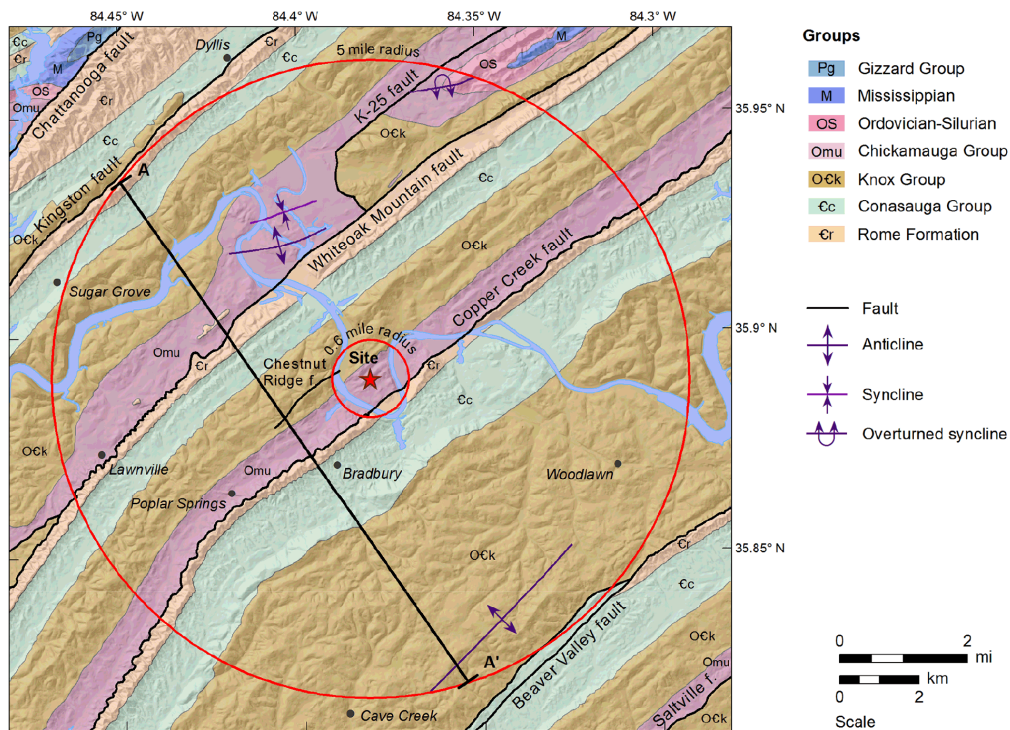 84.45° W
84.4° W
84.35° W
84.3° W
35.95° N
35.9° N
35.85° N
Groups
Pg Gizzard Group
M Mississippian
OS Ordovician-Silurian
Omu Chickamauga Group
O€k Knox Group
€c Conasauga Group
€r Rome Formation
Fault
Anticline
Syncline
Overturned syncline
0 2
mi
km
0 2
Scale
€c
€r
Pg
M
OS
Omu
Chattanooga fault
€r
€c
Dyllis
€r
€c
5 mile radius
K-25 fault
OS
M
O€k
Kingston fault
A
O€k
Whiteoak Mountain fault
€c
O€k
Sugar Grove
Copper Creek fault
Omu
€r
0.6 mile radius
Site
Chestnut
Ridge f.
€r
€c
O€k
Lawnville
Omu
Bradbury
Woodlawn
Poplar Springs
O€k
€r
€c
A'
Beaver Valley fault
O€k
Omu
Saltville f.
O€k
Cave Creek